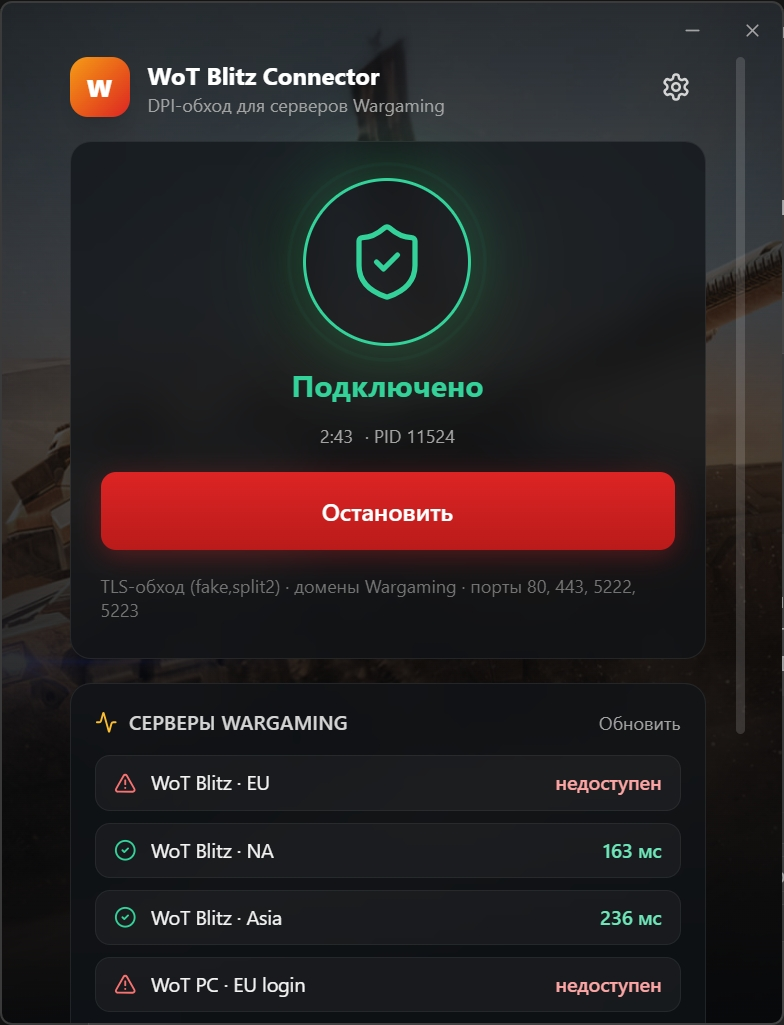 W
WoT Blitz Connector
DPI-обход для серверов Wargaming
Подключено
2:43 · PID 11524
Остановить
TLS-обход (fake,split2) · домены Wargaming · порты 80, 443, 5222,
5223
СЕРВЕРЫ WARGAMING Обновить
WoT Blitz · EU недоступен
WoT Blitz · NA 163 мс
WoT Blitz · Asia 236 мс
WoT PC · EU login недоступен